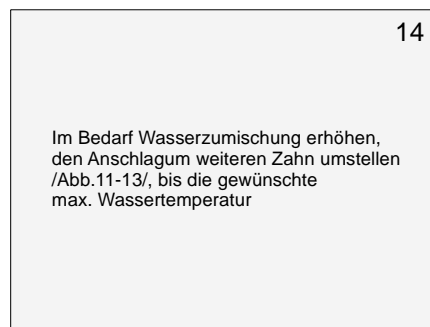 14
Im Bedarf Wasserzumischung erhöhen,
den Anschlagum weiteren Zahn umstellen
/Abb.11-13/, bis die gewünschte
max. Wassertemperatur